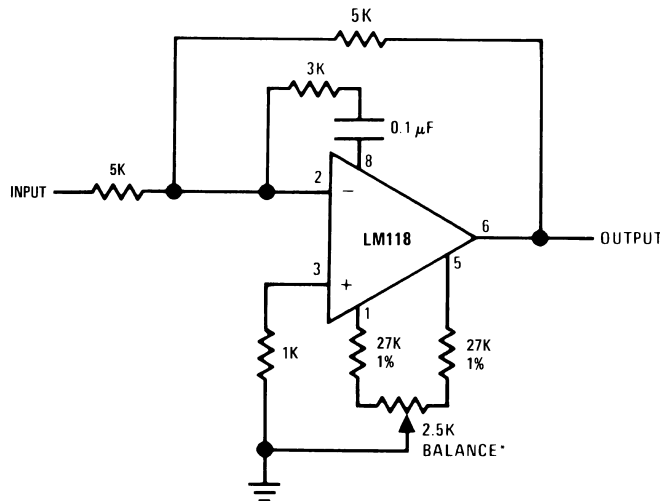 5K
3K
0.1 μF
8
5K
INPUT
2
−
LM118
6
OUTPUT
5
3
+
1
1K
27K
1%
27K
1%
2.5K
BALANCE*